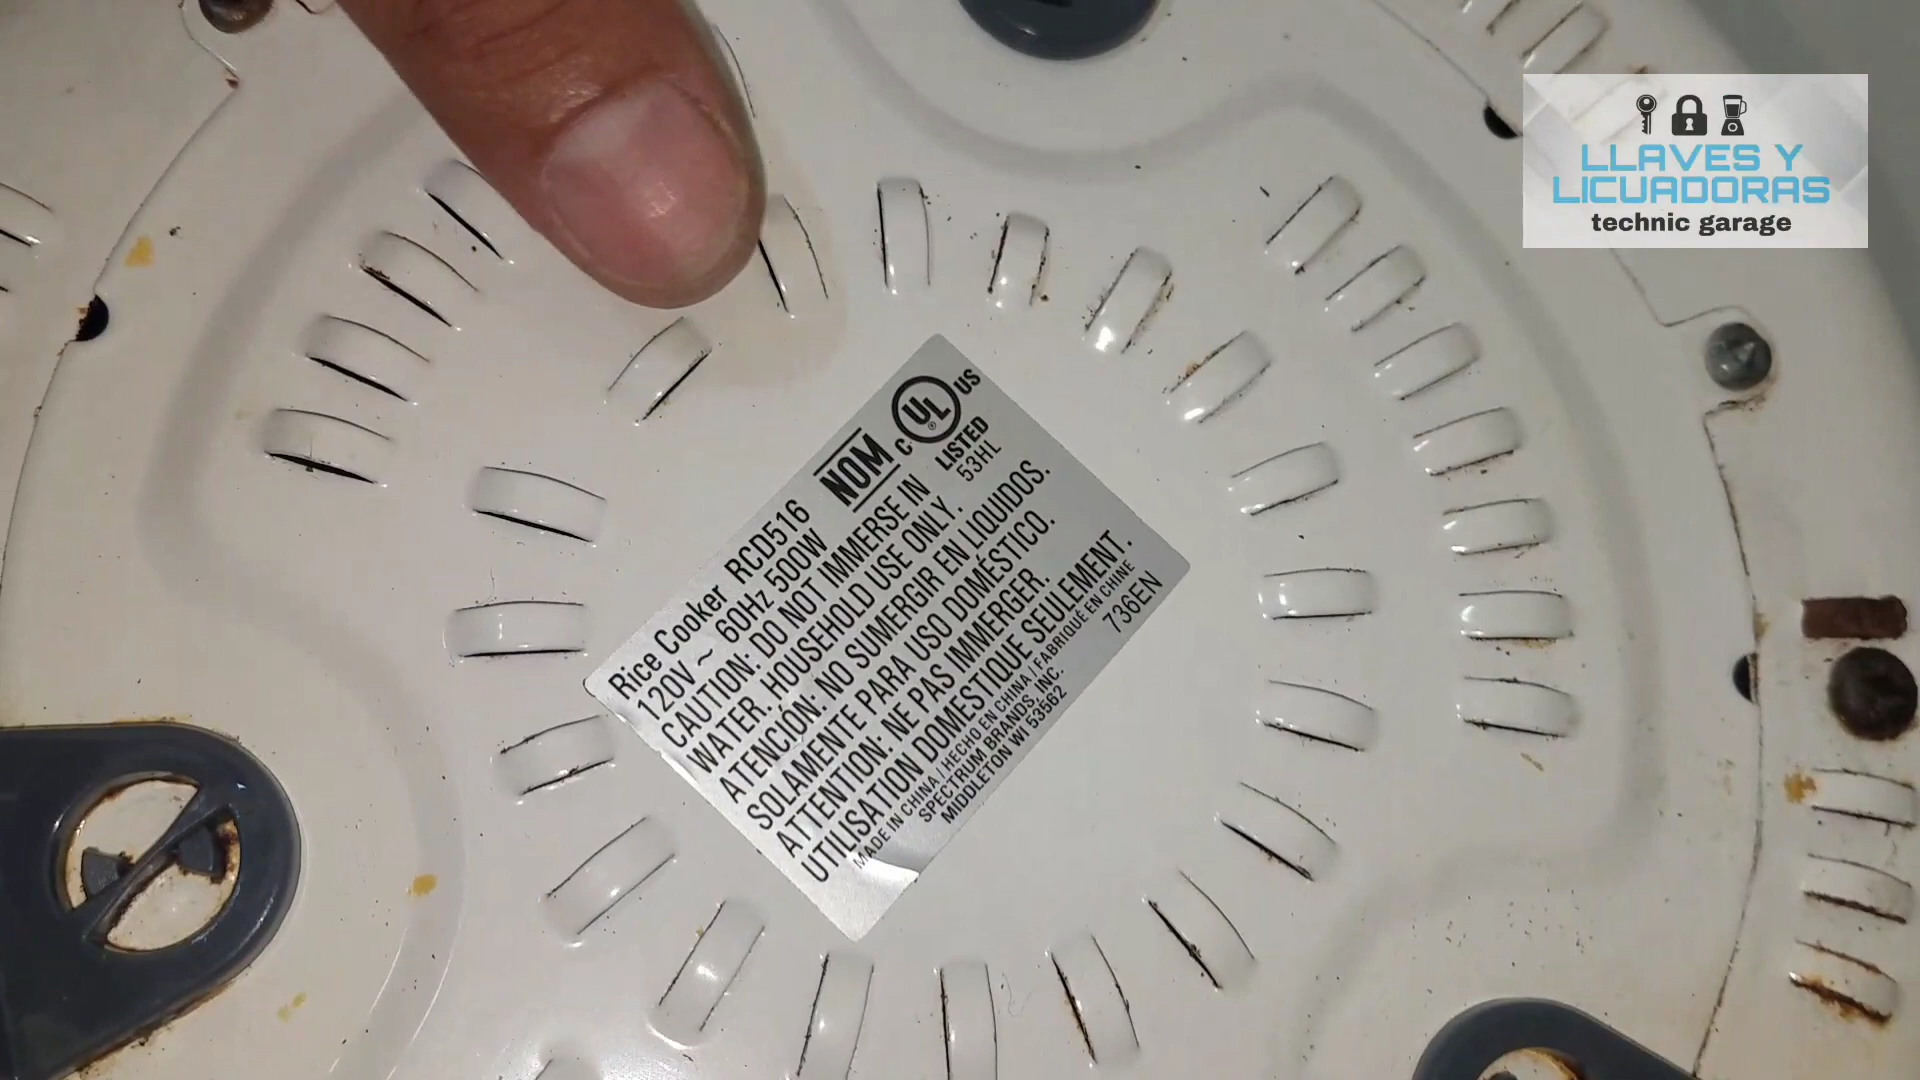 LLAVES Y
LICUADORAS
technic garage
Rice Cooker RCD516
120V ~ 60Hz 500W
NOM
C UL ® US
LISTED
53HL
CAUTION: DO NOT IMMERSE IN
WATER. HOUSEHOLD USE ONLY.
ATENCIÓN: NO SUMERGIR EN LIQUIDOS.
SOLAMENTE PARA USO DOMÉSTICO.
ATTENTION: NE PAS IMMERGER.
UTILISATION DOMESTIQUE SEULEMENT.
MADE IN CHINA / HECHO EN CHINA / FABRIQUÉ EN CHINE
SPECTRUM BRANDS, INC.
MIDDLETON WI 53562
736EN